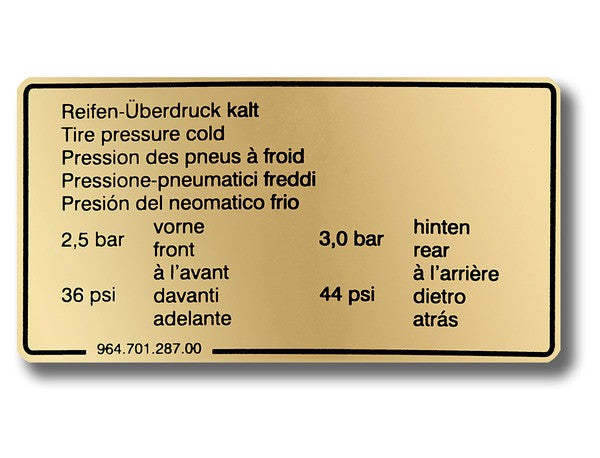 Reifen-Überdruck kalt
Tire pressure cold
Pression des pneus à froid
Pressione-pneumatici freddi
Presión del neomatico frio
2,5 bar
36 psi
vorne
front
à l'avant
davanti
adelante
3,0 bar
44 psi
hinten
rear
à l'arrière
dietro
atrás
964.701.287.00